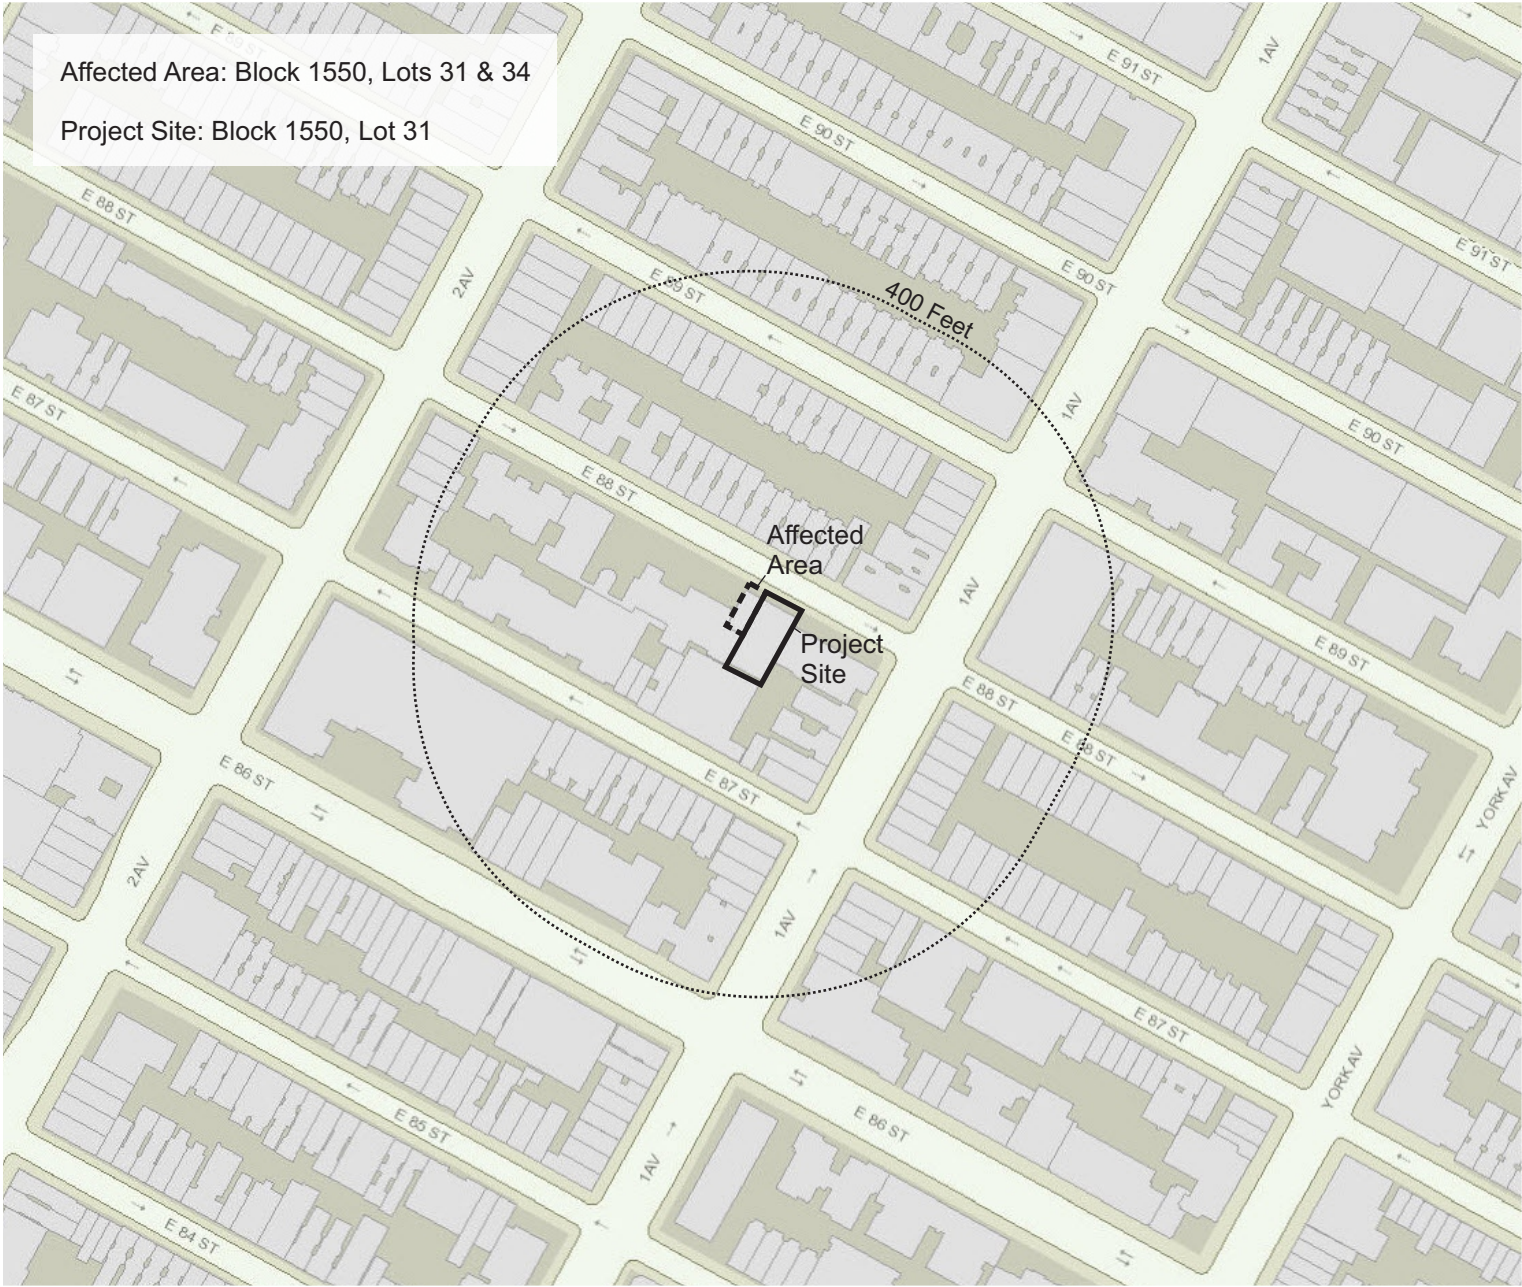 E 89 ST
Affected Area: Block 1550, Lots 31 & 34
Project Site: Block 1550, Lot 31
1AV
E 91 ST
E 90 ST
E 88 ST
E 91 ST
2AV
E 89 ST
E 90 ST
400 Feet
E 87 ST
1AV
E 90 ST
E 88 ST
Affected
Area
1AV
Project
Site
E 89 ST
E 88 ST
E 88 ST
E 86 ST
E 87 ST
YORK AV
2AV
1AV
E 87 ST
YORK AV
E 85 ST
E 86 ST
1AV
E 84 ST